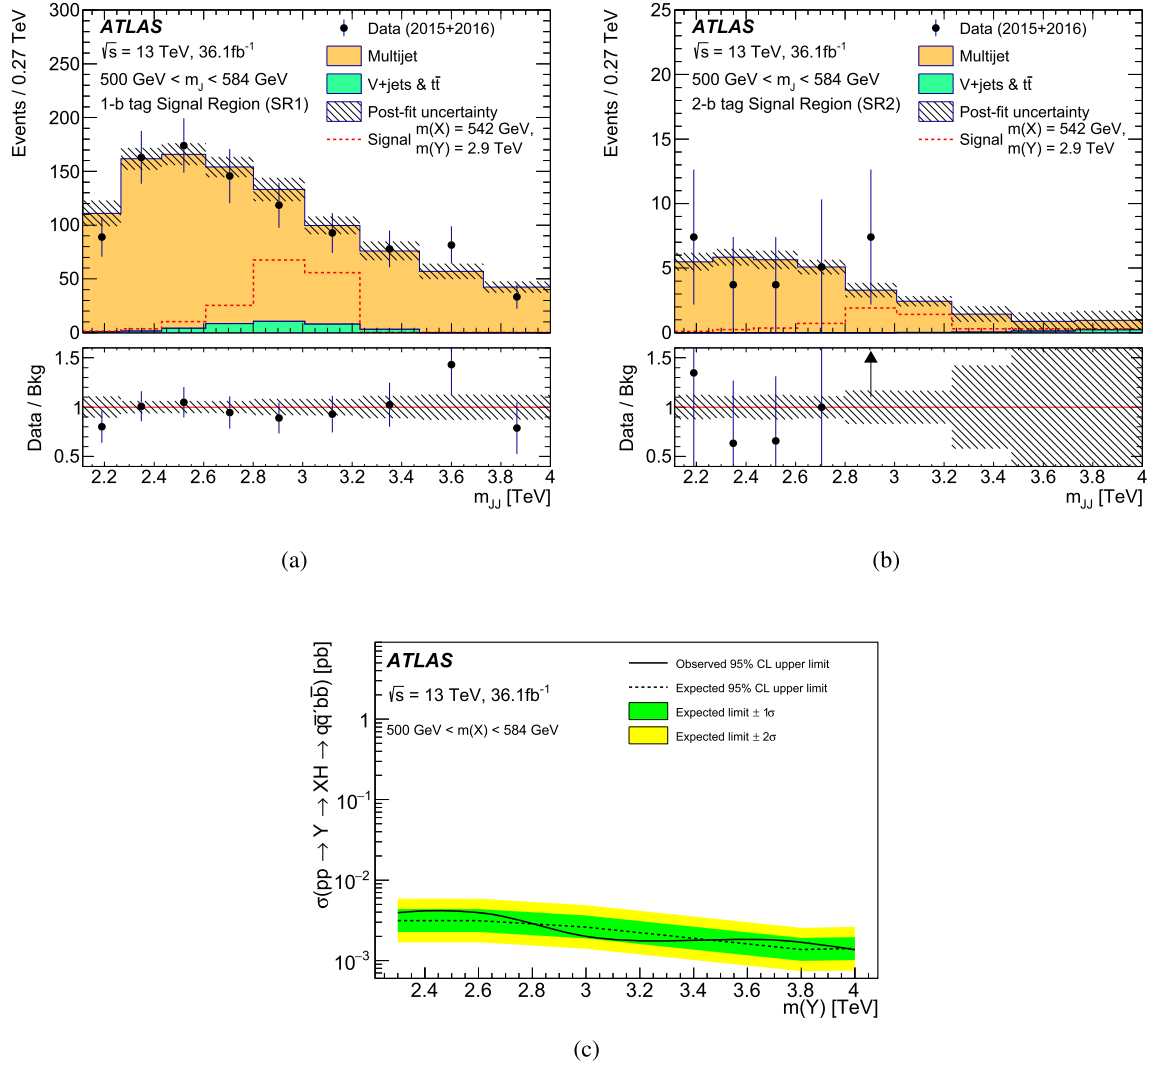 ATLAS
√s = 13 TeV, 36.1fb⁻¹
500 GeV < m_J < 584 GeV
1-b tag Signal Region (SR1)
Data (2015+2016)
Multijet
V+jets & tt̄
Post-fit uncertainty
Signal m(X) = 542 GeV,
m(Y) = 2.9 TeV
Events / 0.27 TeV
300
250
200
150
100
50
0
Data / Bkg
1.5
1
0.5
2.2 2.4 2.6 2.8 3 3.2 3.4 3.6 3.8 4
m_JJ [TeV]
(a)
ATLAS
√s = 13 TeV, 36.1fb⁻¹
500 GeV < m_J < 584 GeV
2-b tag Signal Region (SR2)
Data (2015+2016)
Multijet
V+jets & tt̄
Post-fit uncertainty
Signal m(X) = 542 GeV,
m(Y) = 2.9 TeV
Events / 0.27 TeV
25
20
15
10
5
0
Data / Bkg
1.5
1
0.5
2.2 2.4 2.6 2.8 3 3.2 3.4 3.6 3.8 4
m_JJ [TeV]
(b)
ATLAS
√s = 13 TeV, 36.1fb⁻¹
500 GeV < m(X) < 584 GeV
Observed 95% CL upper limit
Expected 95% CL upper limit
Expected limit ± 1σ
Expected limit ± 2σ
σ(pp → Y → XH → qq̄′bb̄) [pb]
1
10⁻¹
10⁻²
10⁻³
2.4 2.6 2.8 3 3.2 3.4 3.6 3.8 4
m(Y) [TeV]
(c)